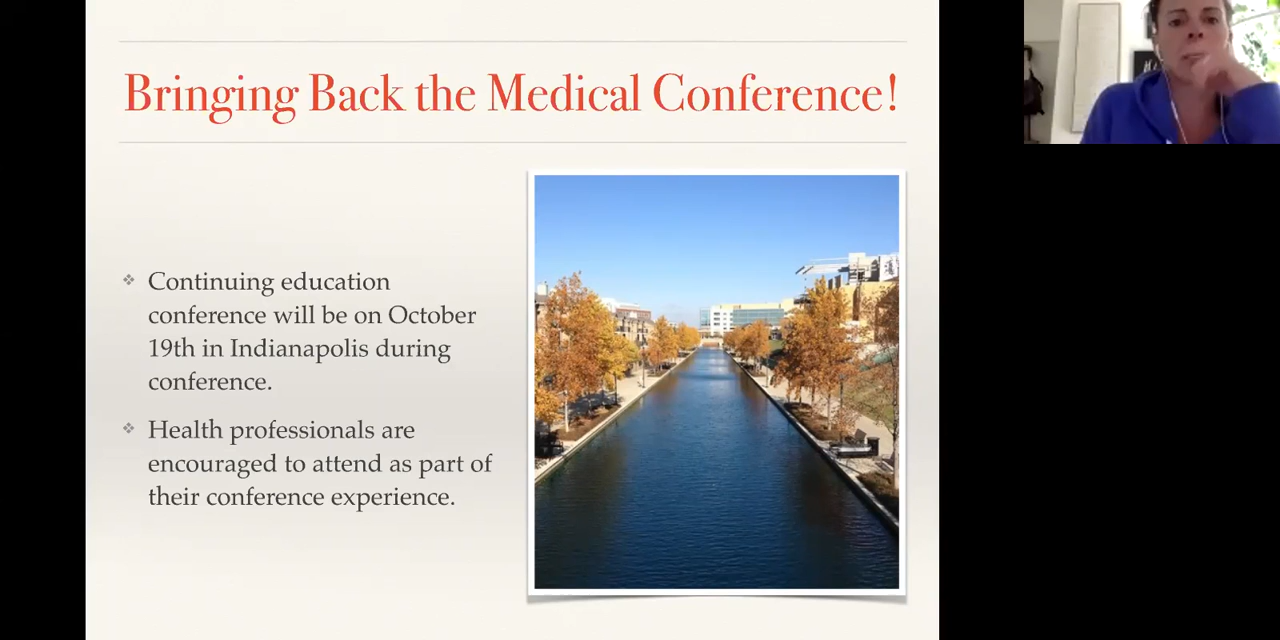 Bringing Back the Medical Conference!
Continuing education
conference will be on October
19th in Indianapolis during
conference.
Health professionals are
encouraged to attend as part of
their conference experience.